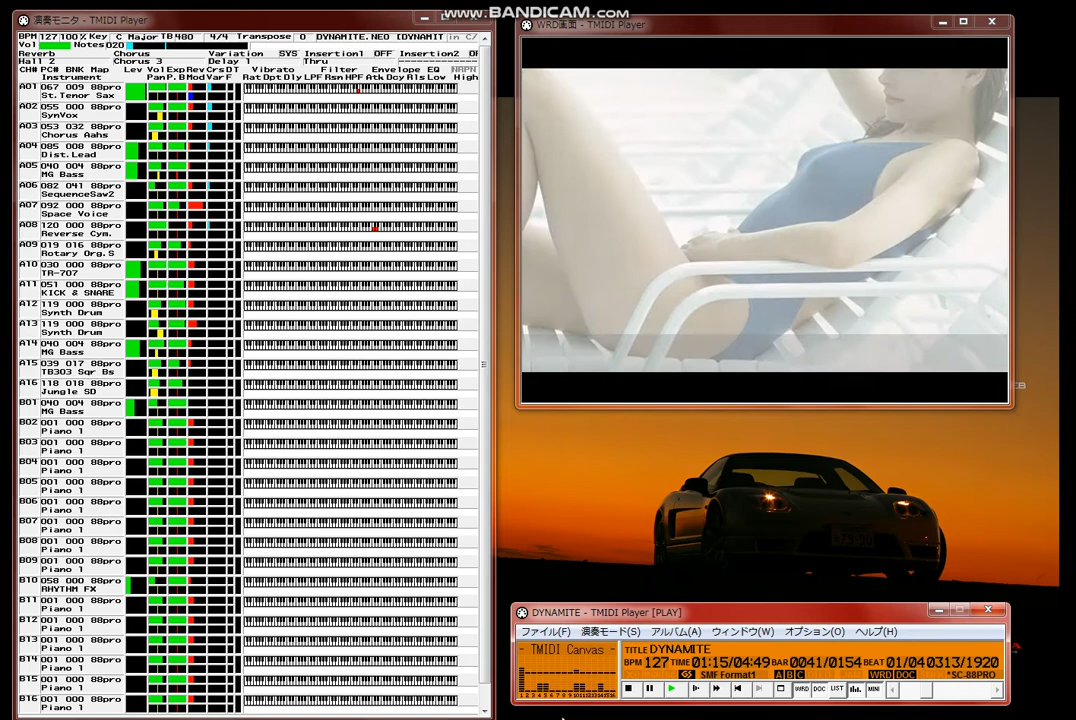 www.BANDICAM.com
演奏モニタ - TMIDI Player
BPM 127 100% Key C Major TB 480 4/4 Transpose 0 DYNAMITE.NEO [DYNAMIT
Vol Notes 020
Reverb Chorus Variation SYS Insertion1 OFF Insertion2
Hall 2 Chorus 3 Delay 1 Thru
CH# PC# BNK Map Lev Vol Exp Rev Crs DT Vibrato Filter Envelope EQ NRPN
Instrument Pan P.B Mod Var F Rat Dpt Dly LPF Rsn HPF Atk Dcy Rls Low High
A01 067 009 88pro
St.Tenor Sax
A02 055 000 88pro
SynVox
A03 053 032 88pro
Chorus Aahs
A04 085 008 88pro
Dist.Lead
A05 040 004 88pro
MG Bass
A06 082 041 88pro
SequenceSaw2
A07 092 000 88pro
Space Voice
A08 120 000 88pro
Reverse Cym.
A09 019 016 88pro
Rotary Org.S
A10 030 000 88pro
TR-707
A11 051 000 88pro
KICK & SNARE
A12 119 000 88pro
Synth Drum
A13 119 000 88pro
Synth Drum
A14 040 004 88pro
MG Bass
A15 039 017 88pro
TB303 Sqr Bs
A16 118 018 88pro
Jungle SD
B01 040 004 88pro
MG Bass
B02 001 000 88pro
Piano 1
B03 001 000 88pro
Piano 1
B04 001 000 88pro
Piano 1
B05 001 000 88pro
Piano 1
B06 001 000 88pro
Piano 1
B07 001 000 88pro
Piano 1
B08 001 000 88pro
Piano 1
B09 001 000 88pro
Piano 1
B10 058 000 88pro
RHYTHM FX
B11 001 000 88pro
Piano 1
B12 001 000 88pro
Piano 1
B13 001 000 88pro
Piano 1
B14 001 000 88pro
Piano 1
B15 001 000 88pro
Piano 1
B16 001 000 88pro
Piano 1
WRD画面 - TMIDI Player
DYNAMITE - TMIDI Player [PLAY]
ファイル(F) 演奏モード(S) アルバム(A) ウィンドウ(W) オプション(O) ヘルプ(H)
- TMIDI Canvas -
TITLE DYNAMITE
BPM 127 TIME 01:15/04:49 BAR 0041/0154 BEAT 01/04 0313/1920
SMF Format1 A B C WRD DOC *SC-88PRO
WRD DOC LIST MINI